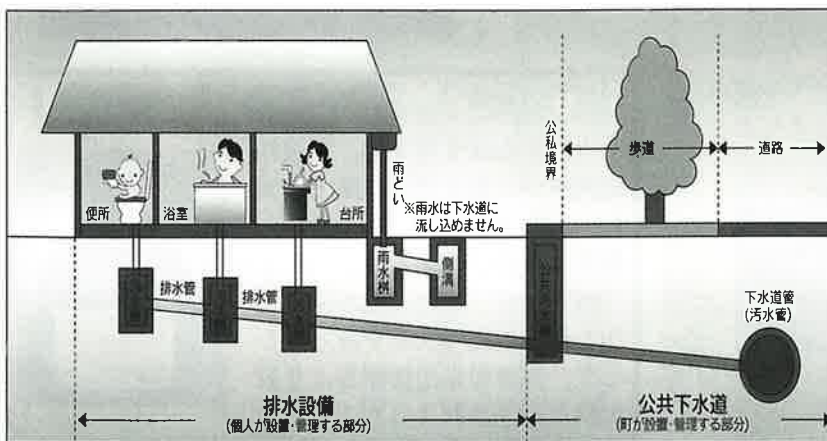 便所
浴室
台所
雨どい
※雨水は下水道に
流し込めません。
公私境界
歩道
道路
雨水桝
側溝
排水管
排水管
下水道管
(汚水管)
排水設備
(個人が設置・管理する部分)
公共下水道
(町が設置・管理する部分)